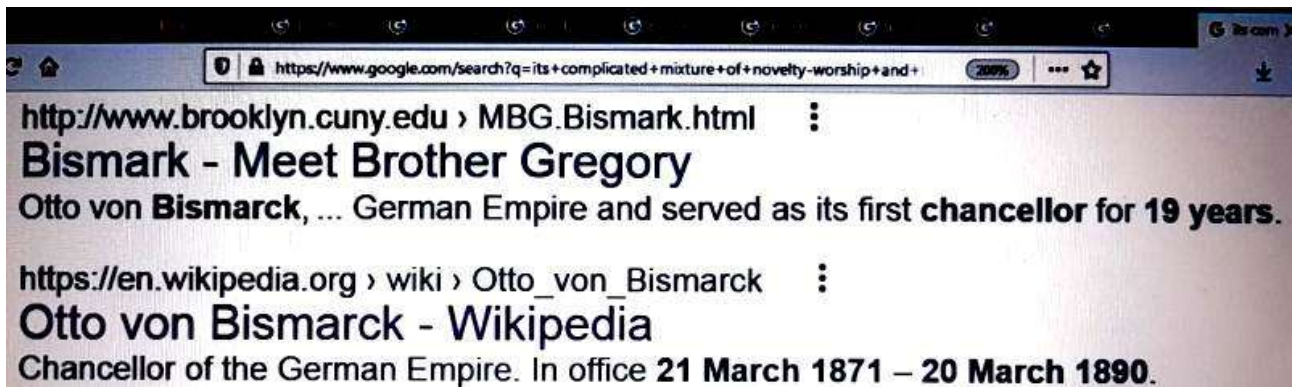 https://www.google.com/search?q=its+complicated+mixture+of+novelty-worship+and+ 200%
http://www.brooklyn.cuny.edu › MBG.Bismark.html
Bismark - Meet Brother Gregory
Otto von Bismarck, ... German Empire and served as its first chancellor for 19 years.
https://en.wikipedia.org › wiki › Otto_von_Bismarck
Otto von Bismarck - Wikipedia
Chancellor of the German Empire. In office 21 March 1871 – 20 March 1890.